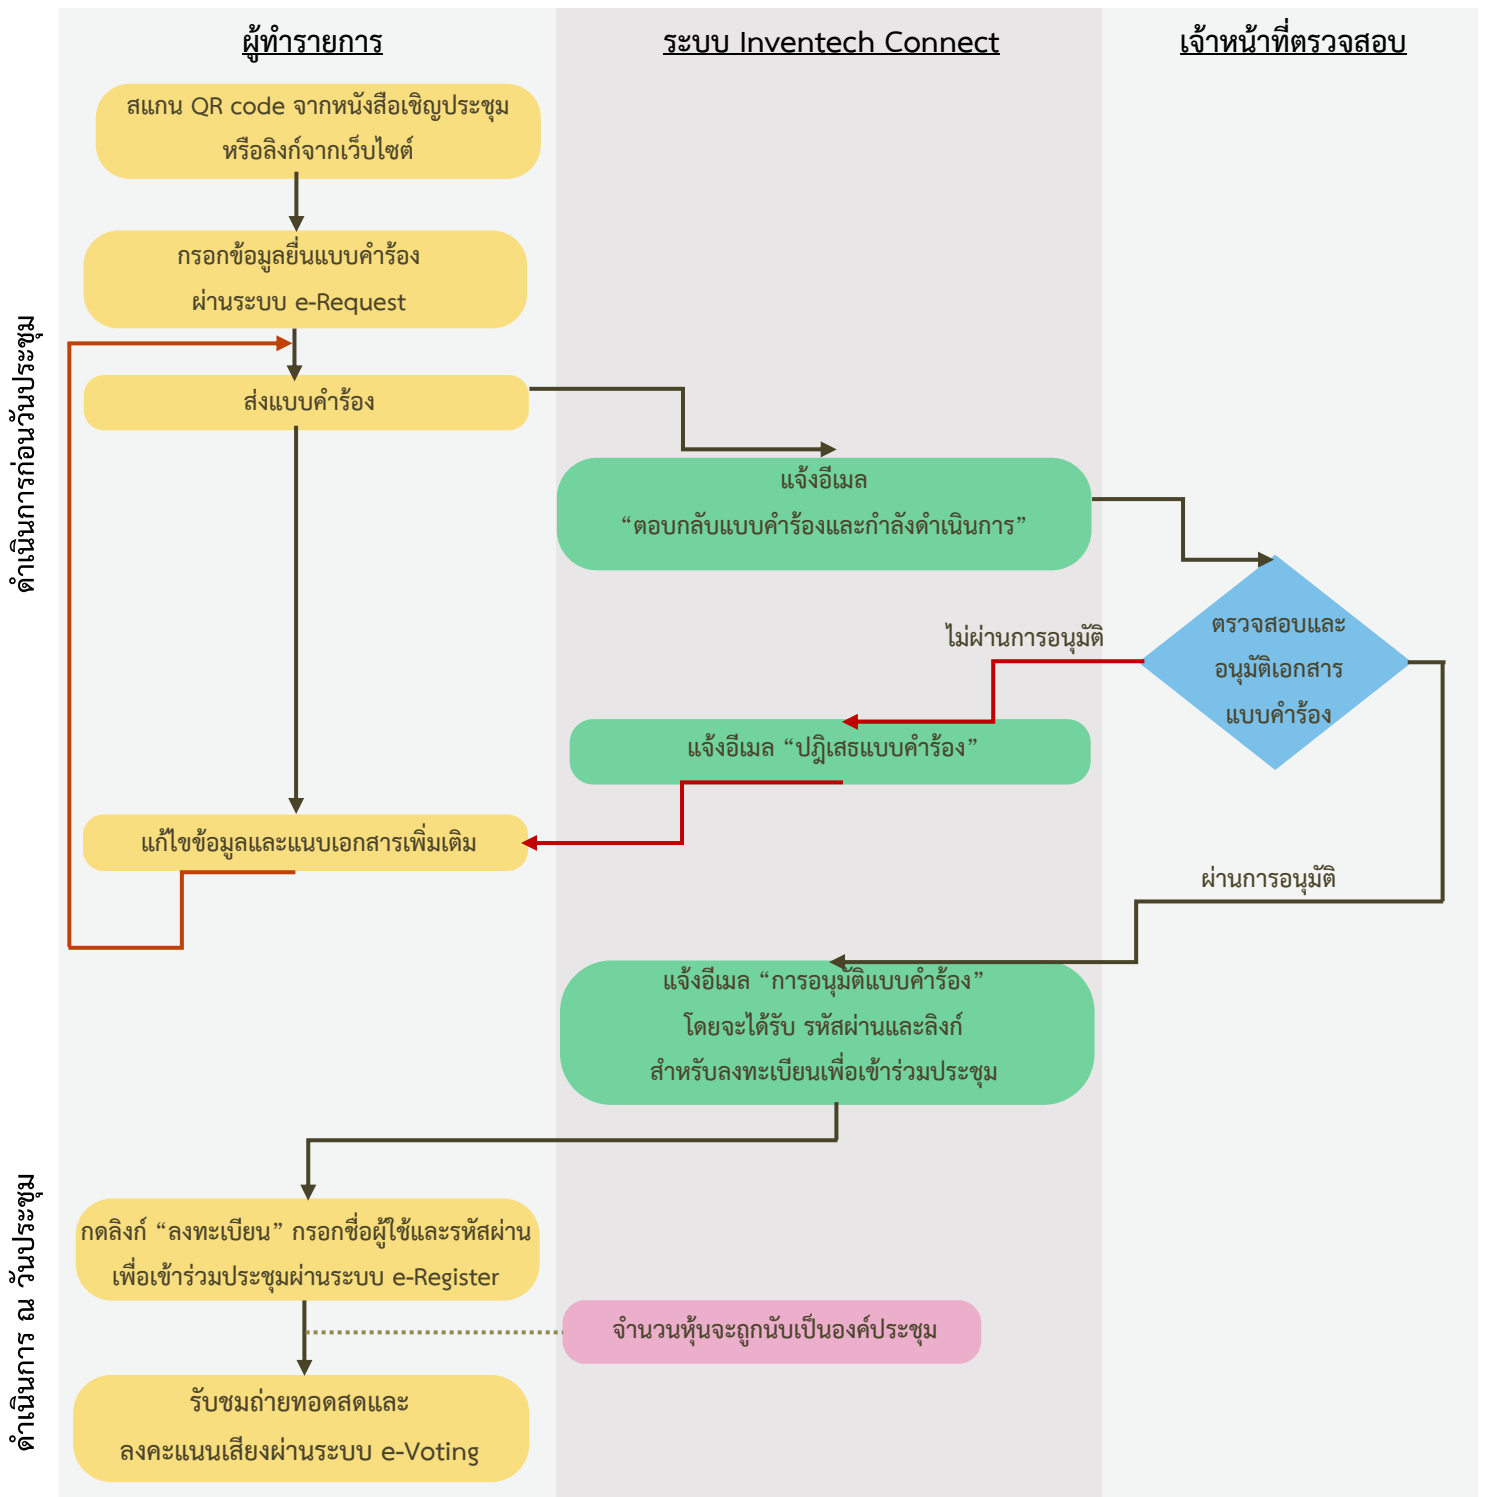 ผู้ทำรายการ
ระบบ Inventech Connect
เจ้าหน้าที่ตรวจสอบ
ดำเนินการก่อนวันประชุม
สแกน QR code จากหนังสือเชิญประชุม
หรือลิงก์จากเว็บไซต์
กรอกข้อมูลยื่นแบบคำร้อง
ผ่านระบบ e-Request
ส่งแบบคำร้อง
แจ้งอีเมล
“ตอบกลับแบบคำร้องและกำลังดำเนินการ”
ตรวจสอบและ
อนุมัติเอกสาร
แบบคำร้อง
ไม่ผ่านการอนุมัติ
แจ้งอีเมล “ปฎิเสธแบบคำร้อง”
แก้ไขข้อมูลและแนบเอกสารเพิ่มเติม
ผ่านการอนุมัติ
แจ้งอีเมล “การอนุมัติแบบคำร้อง”
โดยจะได้รับ รหัสผ่านและลิงก์
สำหรับลงทะเบียนเพื่อเข้าร่วมประชุม
ดำเนินการ ณ วันประชุม
กดลิงก์ “ลงทะเบียน” กรอกชื่อผู้ใช้และรหัสผ่าน
เพื่อเข้าร่วมประชุมผ่านระบบ e-Register
จำนวนหุ้นจะถูกนับเป็นองค์ประชุม
รับชมถ่ายทอดสดและ
ลงคะแนนเสียงผ่านระบบ e-Voting